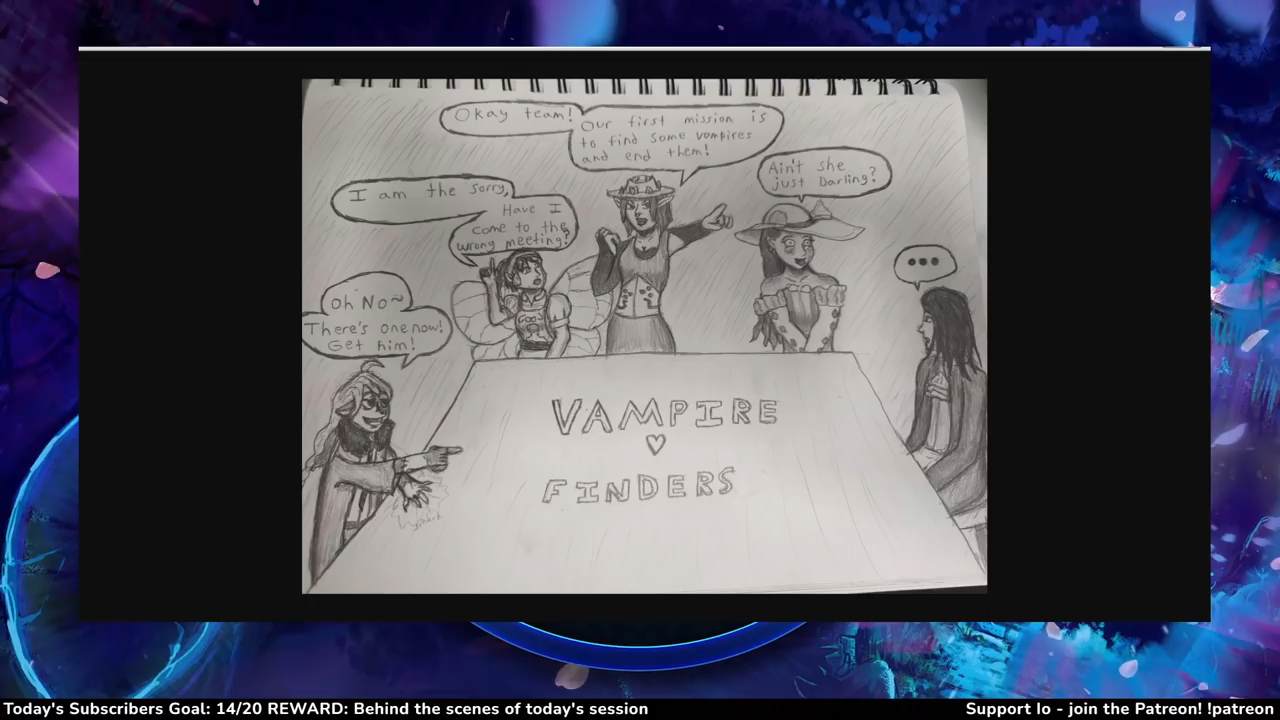 Okay team!
Our first mission is
to find some vampires
and end them!
Ain't she
just Darling?
I am the sorry,
Have I
come to the
wrong meeting?
...
Oh No~
There's one now!
Get him!
VAMPIRE
♡
FINDERS
Today's Subscribers Goal: 14/20 REWARD: Behind the scenes of today's session
Support Io - join the Patreon! !patreon